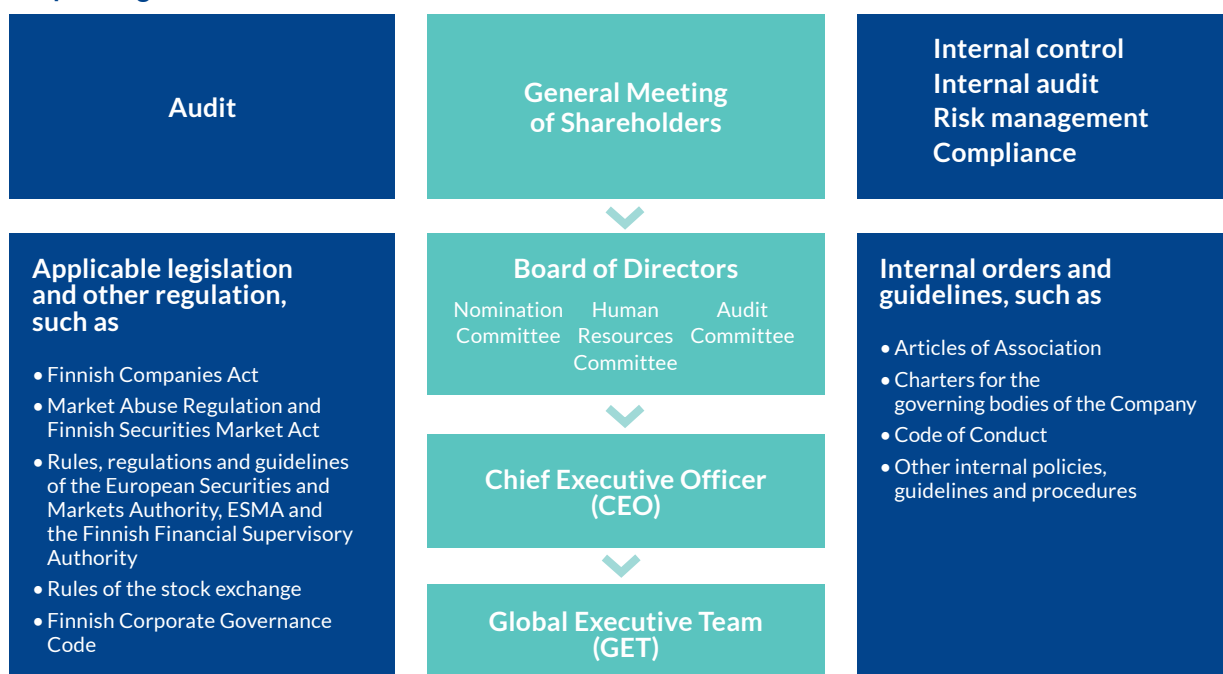 Audit
General Meeting
of Shareholders
Internal control
Internal audit
Risk management
Compliance
Applicable legislation
and other regulation,
such as
• Finnish Companies Act
• Market Abuse Regulation and
Finnish Securities Market Act
• Rules, regulations and guidelines
of the European Securities and
Markets Authority, ESMA and
the Finnish Financial Supervisory
Authority
• Rules of the stock exchange
• Finnish Corporate Governance
Code
Board of Directors
Nomination
Committee
Human
Resources
Committee
Audit
Committee
Chief Executive Officer
(CEO)
Global Executive Team
(GET)
Internal orders and
guidelines, such as
• Articles of Association
• Charters for the
governing bodies of the Company
• Code of Conduct
• Other internal policies,
guidelines and procedures